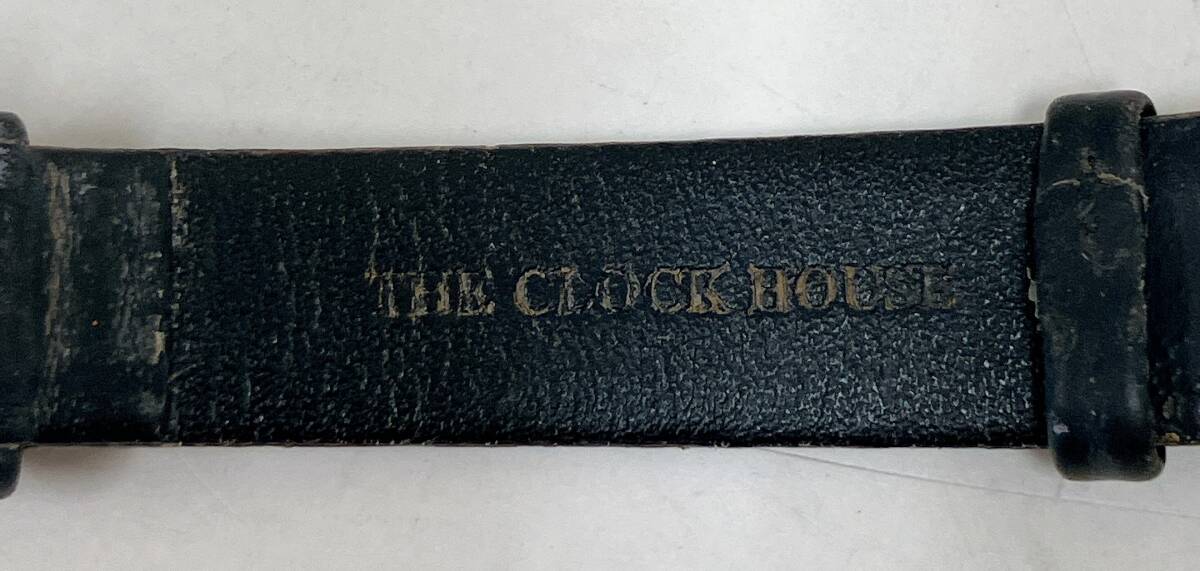 THE CLOCK HOUSE